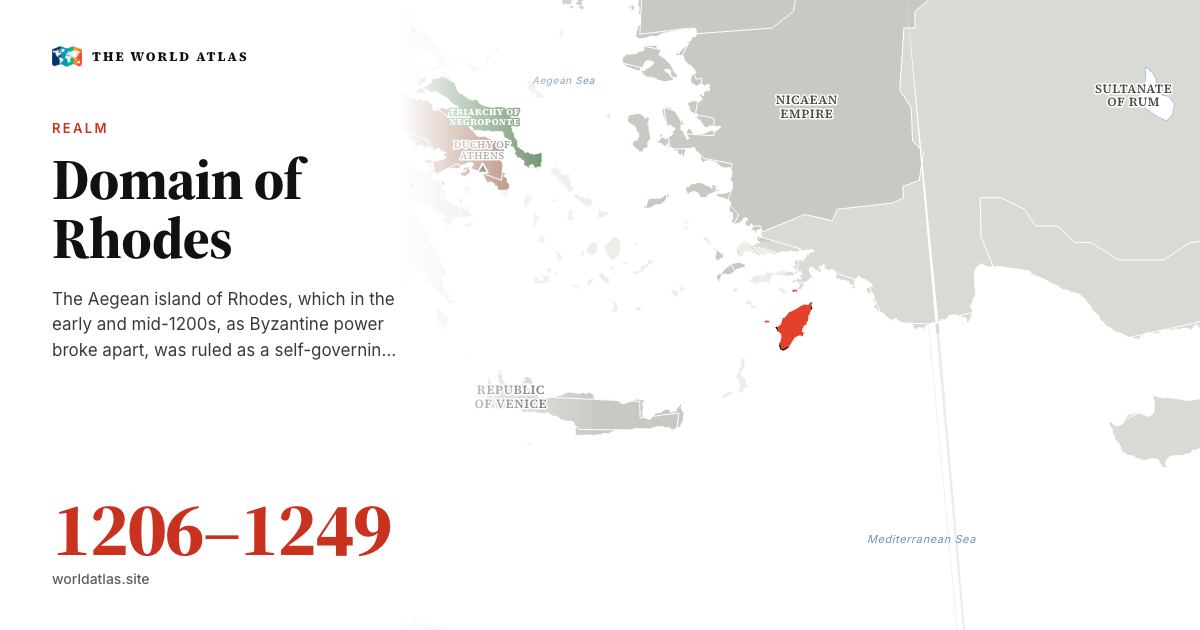 THE WORLD ATLAS
REALM
Domain of
Rhodes
The Aegean island of Rhodes, which in the
early and mid-1200s, as Byzantine power
broke apart, was ruled as a self-governin...
1206–1249
worldatlas.site
Aegean Sea
TRIARCHY OF
NEGROPONTE
DUCHY OF
ATHENS
NICAEAN
EMPIRE
SULTANATE
OF RUM
REPUBLIC
OF VENICE
Mediterranean Sea